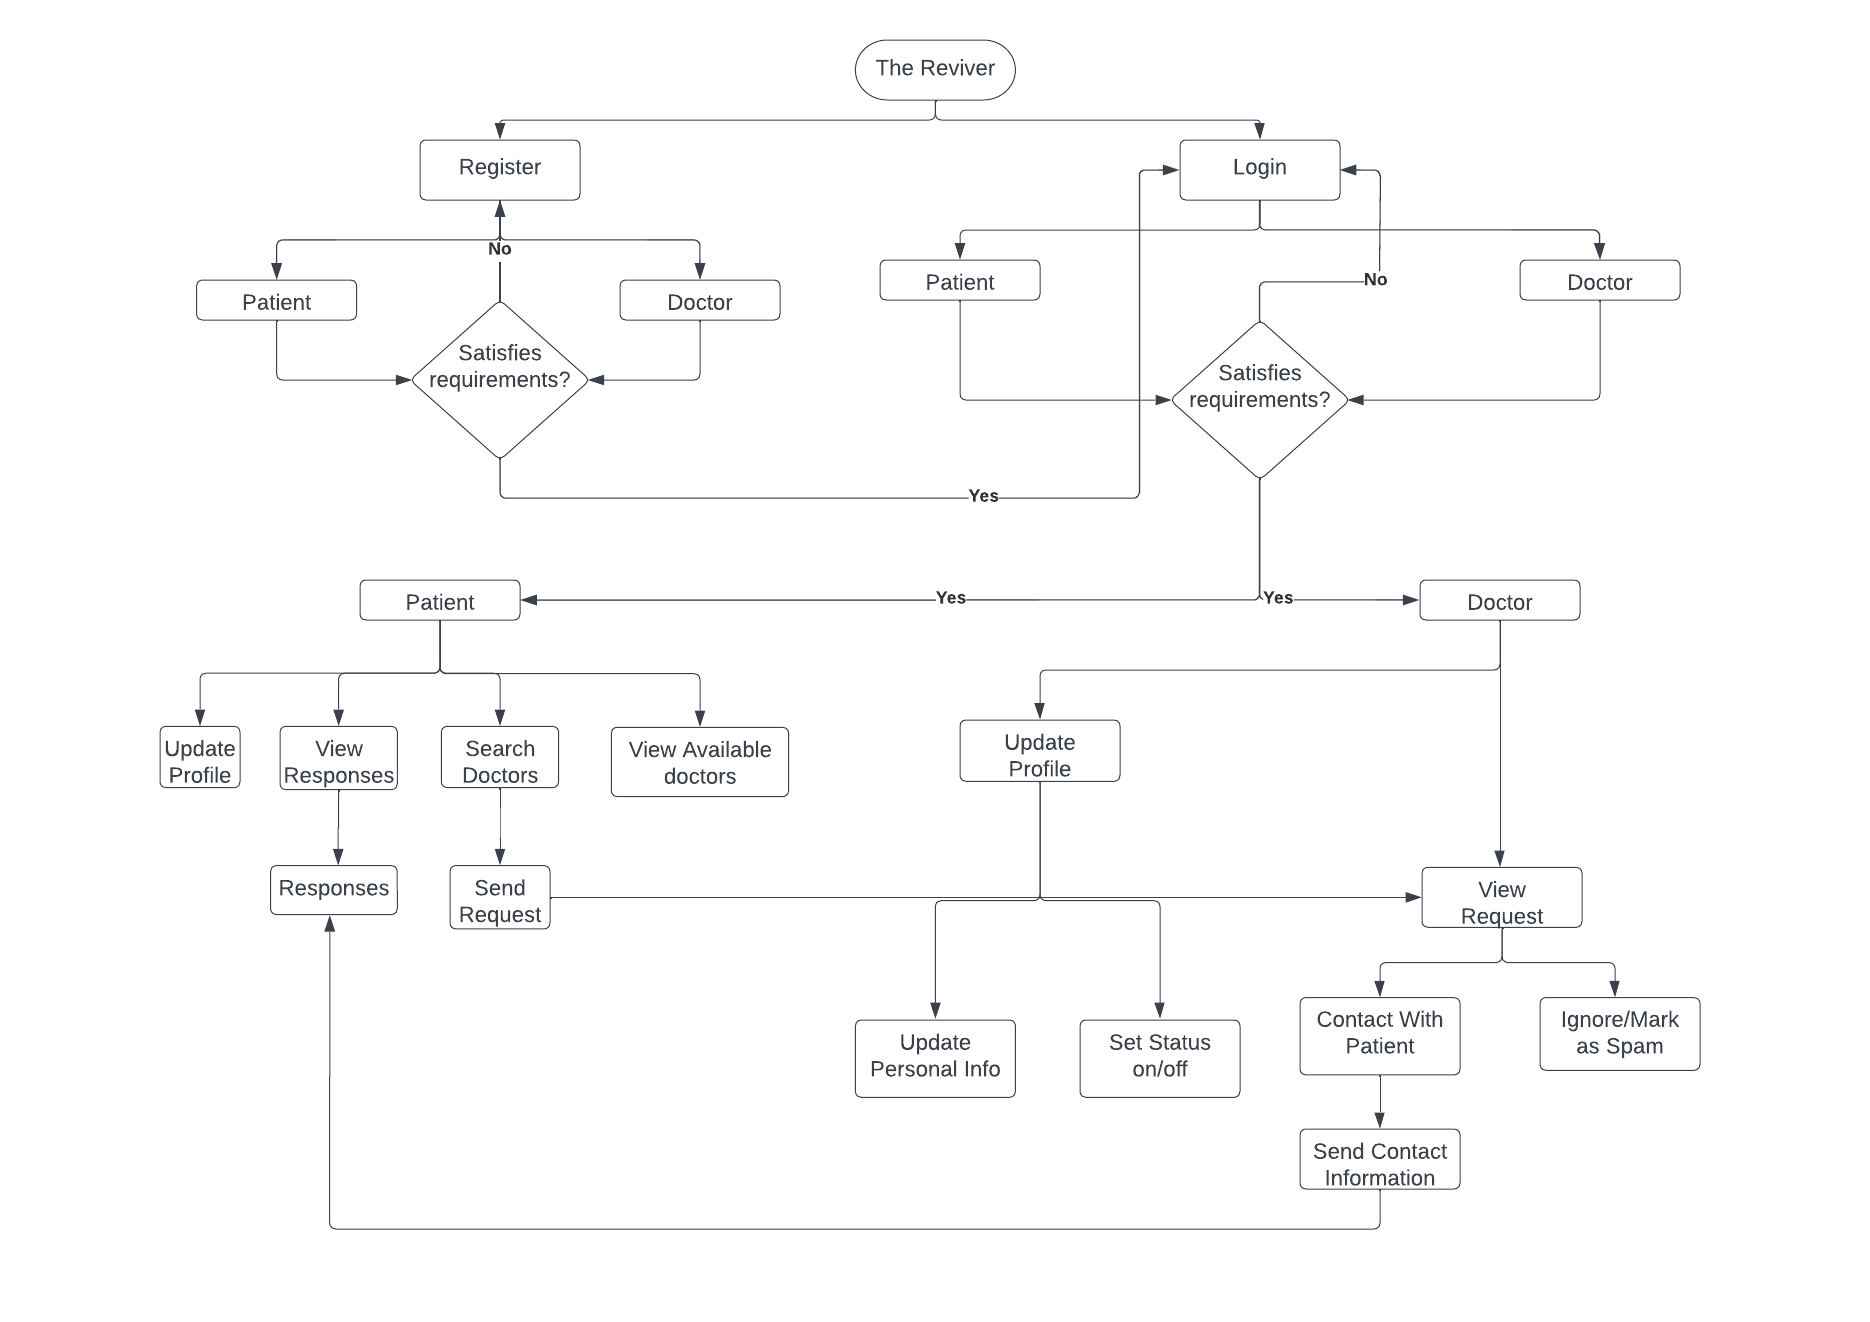 The Reviver
Register
Login
No
Patient
Doctor
Patient
No
Doctor
Satisfies
requirements?
Satisfies
requirements?
Yes
Patient
Yes
Yes
Doctor
Update
Profile
View
Responses
Search
Doctors
View Available
doctors
Update
Profile
Responses
Send
Request
View
Request
Update
Personal Info
Set Status
on/off
Contact With
Patient
Ignore/Mark
as Spam
Send Contact
Information